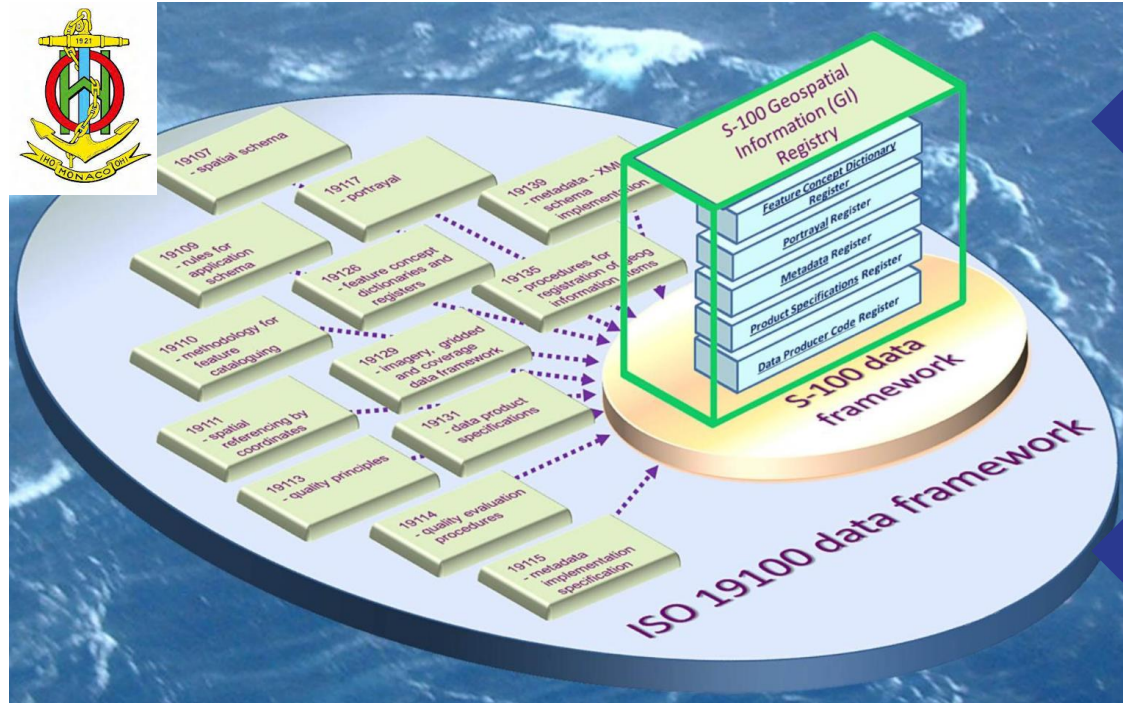 1921
IHO
MONACO
OHI
19107
- spatial schema
19117
- portrayal
19139
- metadata - XML
schema
implementation
19109
- rules for
application
schema
19126
- feature concept
dictionaries and
registers
19135
- procedures for
registration of geog
information items
19110
- methodology for
feature
cataloguing
19129
- imagery, gridded
and coverage
data framework
19111
- spatial
referencing by
coordinates
19131
- data product
specifications
19113
- quality principles
19114
- quality evaluation
procedures
19115
- metadata
implementation
specification
S-100 Geospatial
Information (GI)
Registry
Feature Concept Dictionary
Register
Portrayal Register
Metadata Register
Product Specifications Register
Data Producer Code Register
S-100 data
framework
ISO 19100 data framework